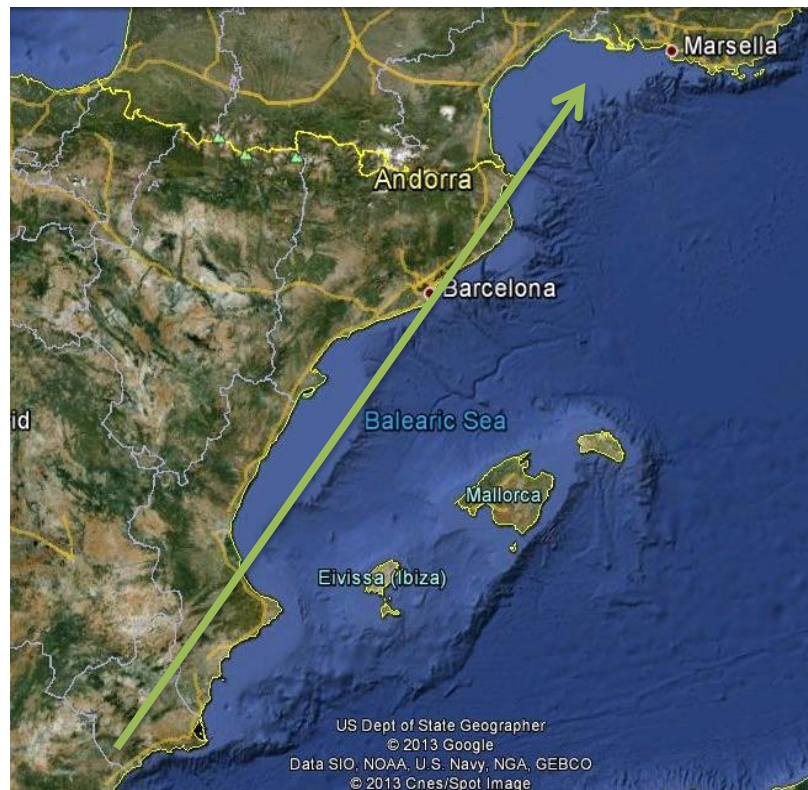 Marsella
Andorra
Barcelona
id
Balearic Sea
Mallorca
Eivissa (Ibiza)
US Dept of State Geographer
© 2013 Google
Data SIO, NOAA, U.S. Navy, NGA, GEBCO
© 2013 Cnes/Spot Image